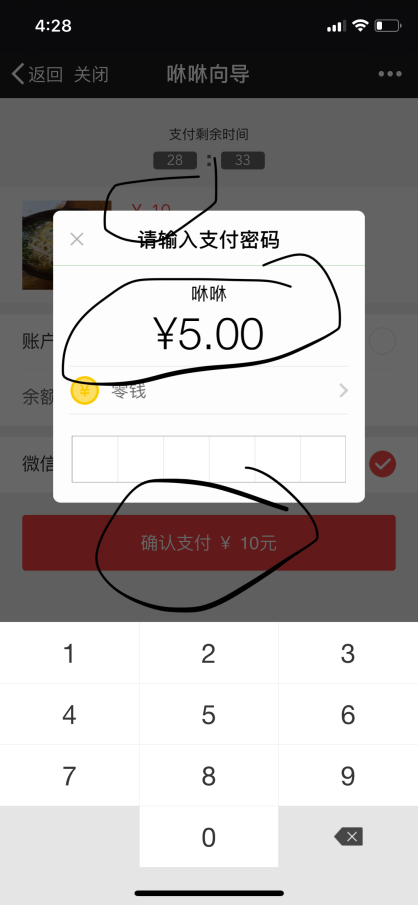 4:28
返回 关闭 咻咻向导
支付剩余时间
28 : 33
¥ 10
请输入支付密码
咻咻
¥5.00
账户
¥ 零钱
余额
微信
确认支付 ¥ 10元
1 2 3
4 5 6
7 8 9
0